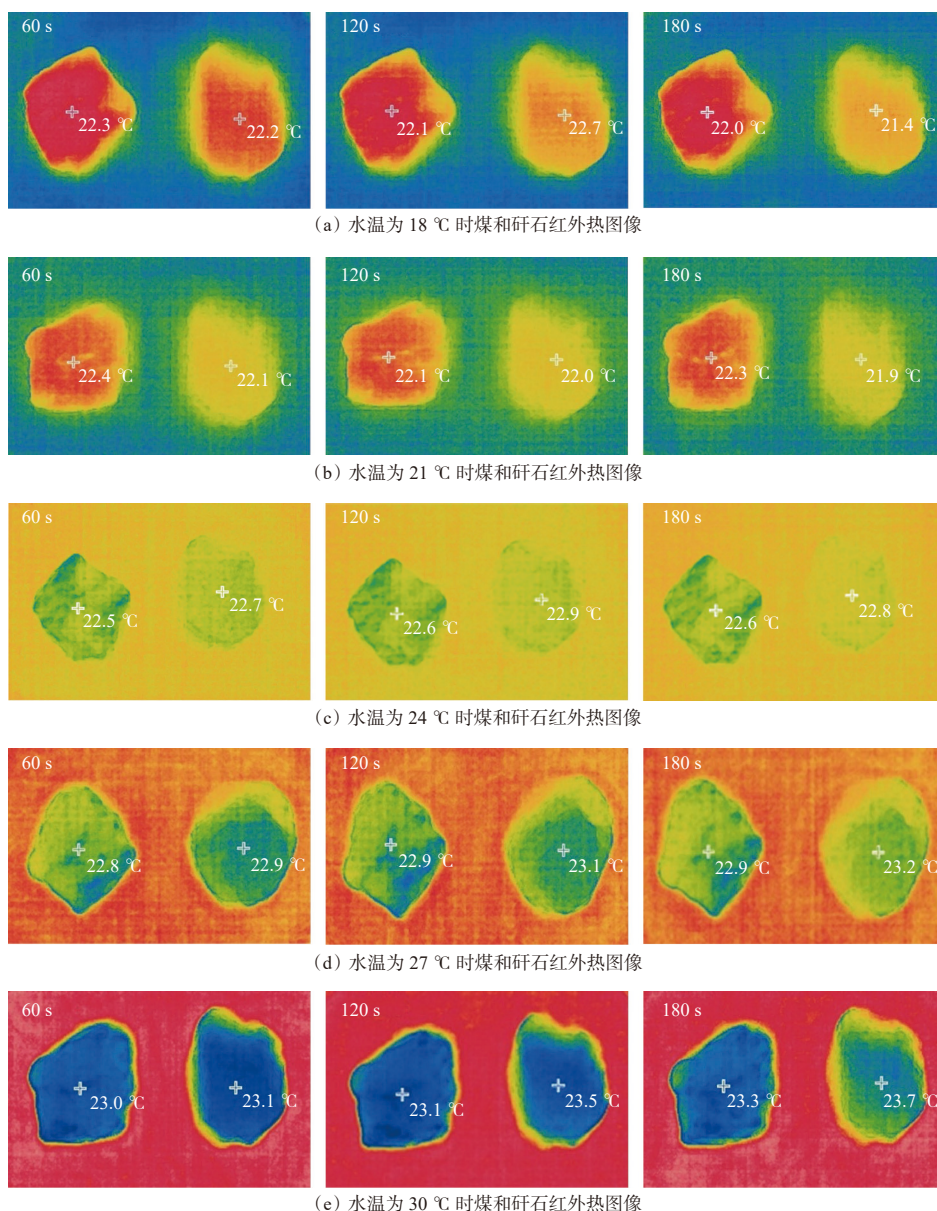 60 s 120 s 180 s
22.3 ℃ 22.2 ℃ 22.1 ℃ 22.7 ℃ 22.0 ℃ 21.4 ℃
（a）水温为 18 ℃ 时煤和矸石红外热图像
60 s 120 s 180 s
22.4 ℃ 22.1 ℃ 22.1 ℃ 22.0 ℃ 22.3 ℃ 21.9 ℃
（b）水温为 21 ℃ 时煤和矸石红外热图像
60 s 120 s 180 s
22.5 ℃ 22.7 ℃ 22.6 ℃ 22.9 ℃ 22.6 ℃ 22.8 ℃
（c）水温为 24 ℃ 时煤和矸石红外热图像
60 s 120 s 180 s
22.8 ℃ 22.9 ℃ 22.9 ℃ 23.1 ℃ 22.9 ℃ 23.2 ℃
（d）水温为 27 ℃ 时煤和矸石红外热图像
60 s 120 s 180 s
23.0 ℃ 23.1 ℃ 23.1 ℃ 23.5 ℃ 23.3 ℃ 23.7 ℃
（e）水温为 30 ℃ 时煤和矸石红外热图像